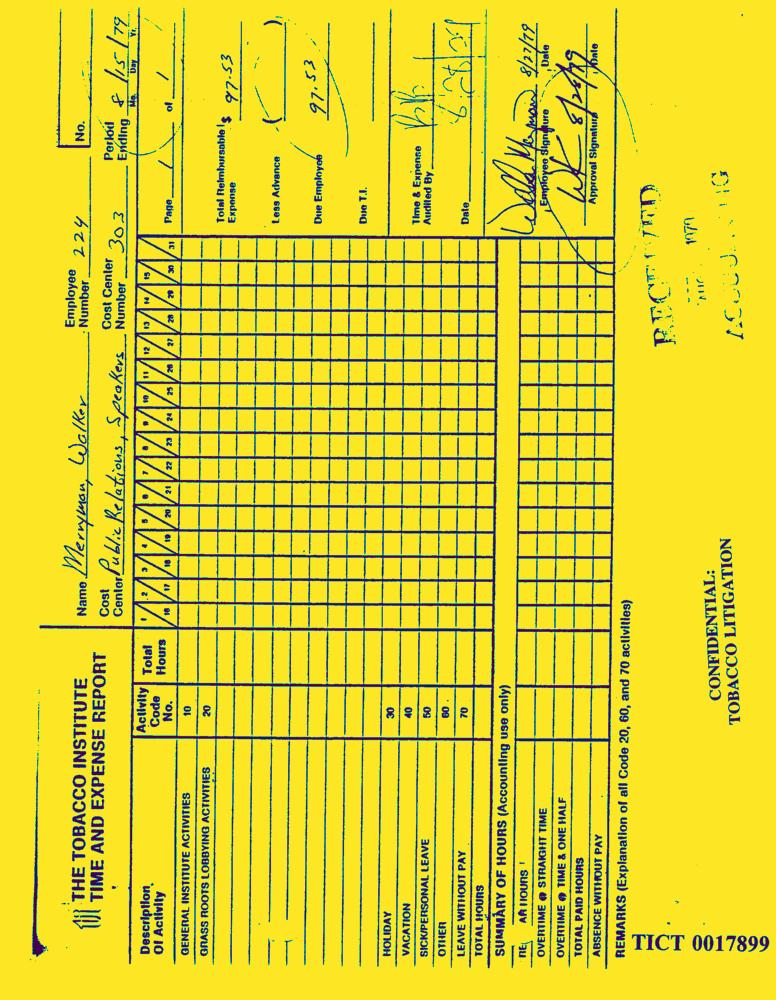 THE TOBACCO INSTITUTE
TIME AND EXPENSE REPORT
Name Merryman, Walker
Employee Number 224
No.
Cost Center Public Relations, Speakers
Cost Center Number 303
Period Ending 8/15/79
Mo. Day Yr.
Description Of Activity
Activity Code No.
Total Hours
1 2 3 4 5 6 7 8 9 10 11 12 13 14 15
16 17 18 19 20 21 22 23 24 25 26 27 28 29 30 31
Page 1 of 1
GENERAL INSTITUTE ACTIVITIES 10
GRASS ROOTS LOBBYING ACTIVITIES 20
Total Reimbursable Expense $ 97.53
Less Advance ( )
Due Employee 97.53
Due T.I.
HOLIDAY 30
VACATION 40
SICK/PERSONAL LEAVE 50
OTHER 60
LEAVE WITHOUT PAY 70
TOTAL HOURS
Time & Expense Audited By
Date
SUMMARY OF HOURS (Accounting use only)
HOURS
OVERTIME @ STRAIGHT TIME
OVERTIME @ TIME & ONE HALF
TOTAL PAID HOURS
ABSENCE WITHOUT PAY
8/27/79
Employee Signature , Date
WK 8/28/79
Approval Signature , Date
REMARKS (Explanation of all Code 20, 60, and 70 activities)
RECEIVED
AUG 1979
ACCOUNTING
CONFIDENTIAL:
TOBACCO LITIGATION
TICT 0017899